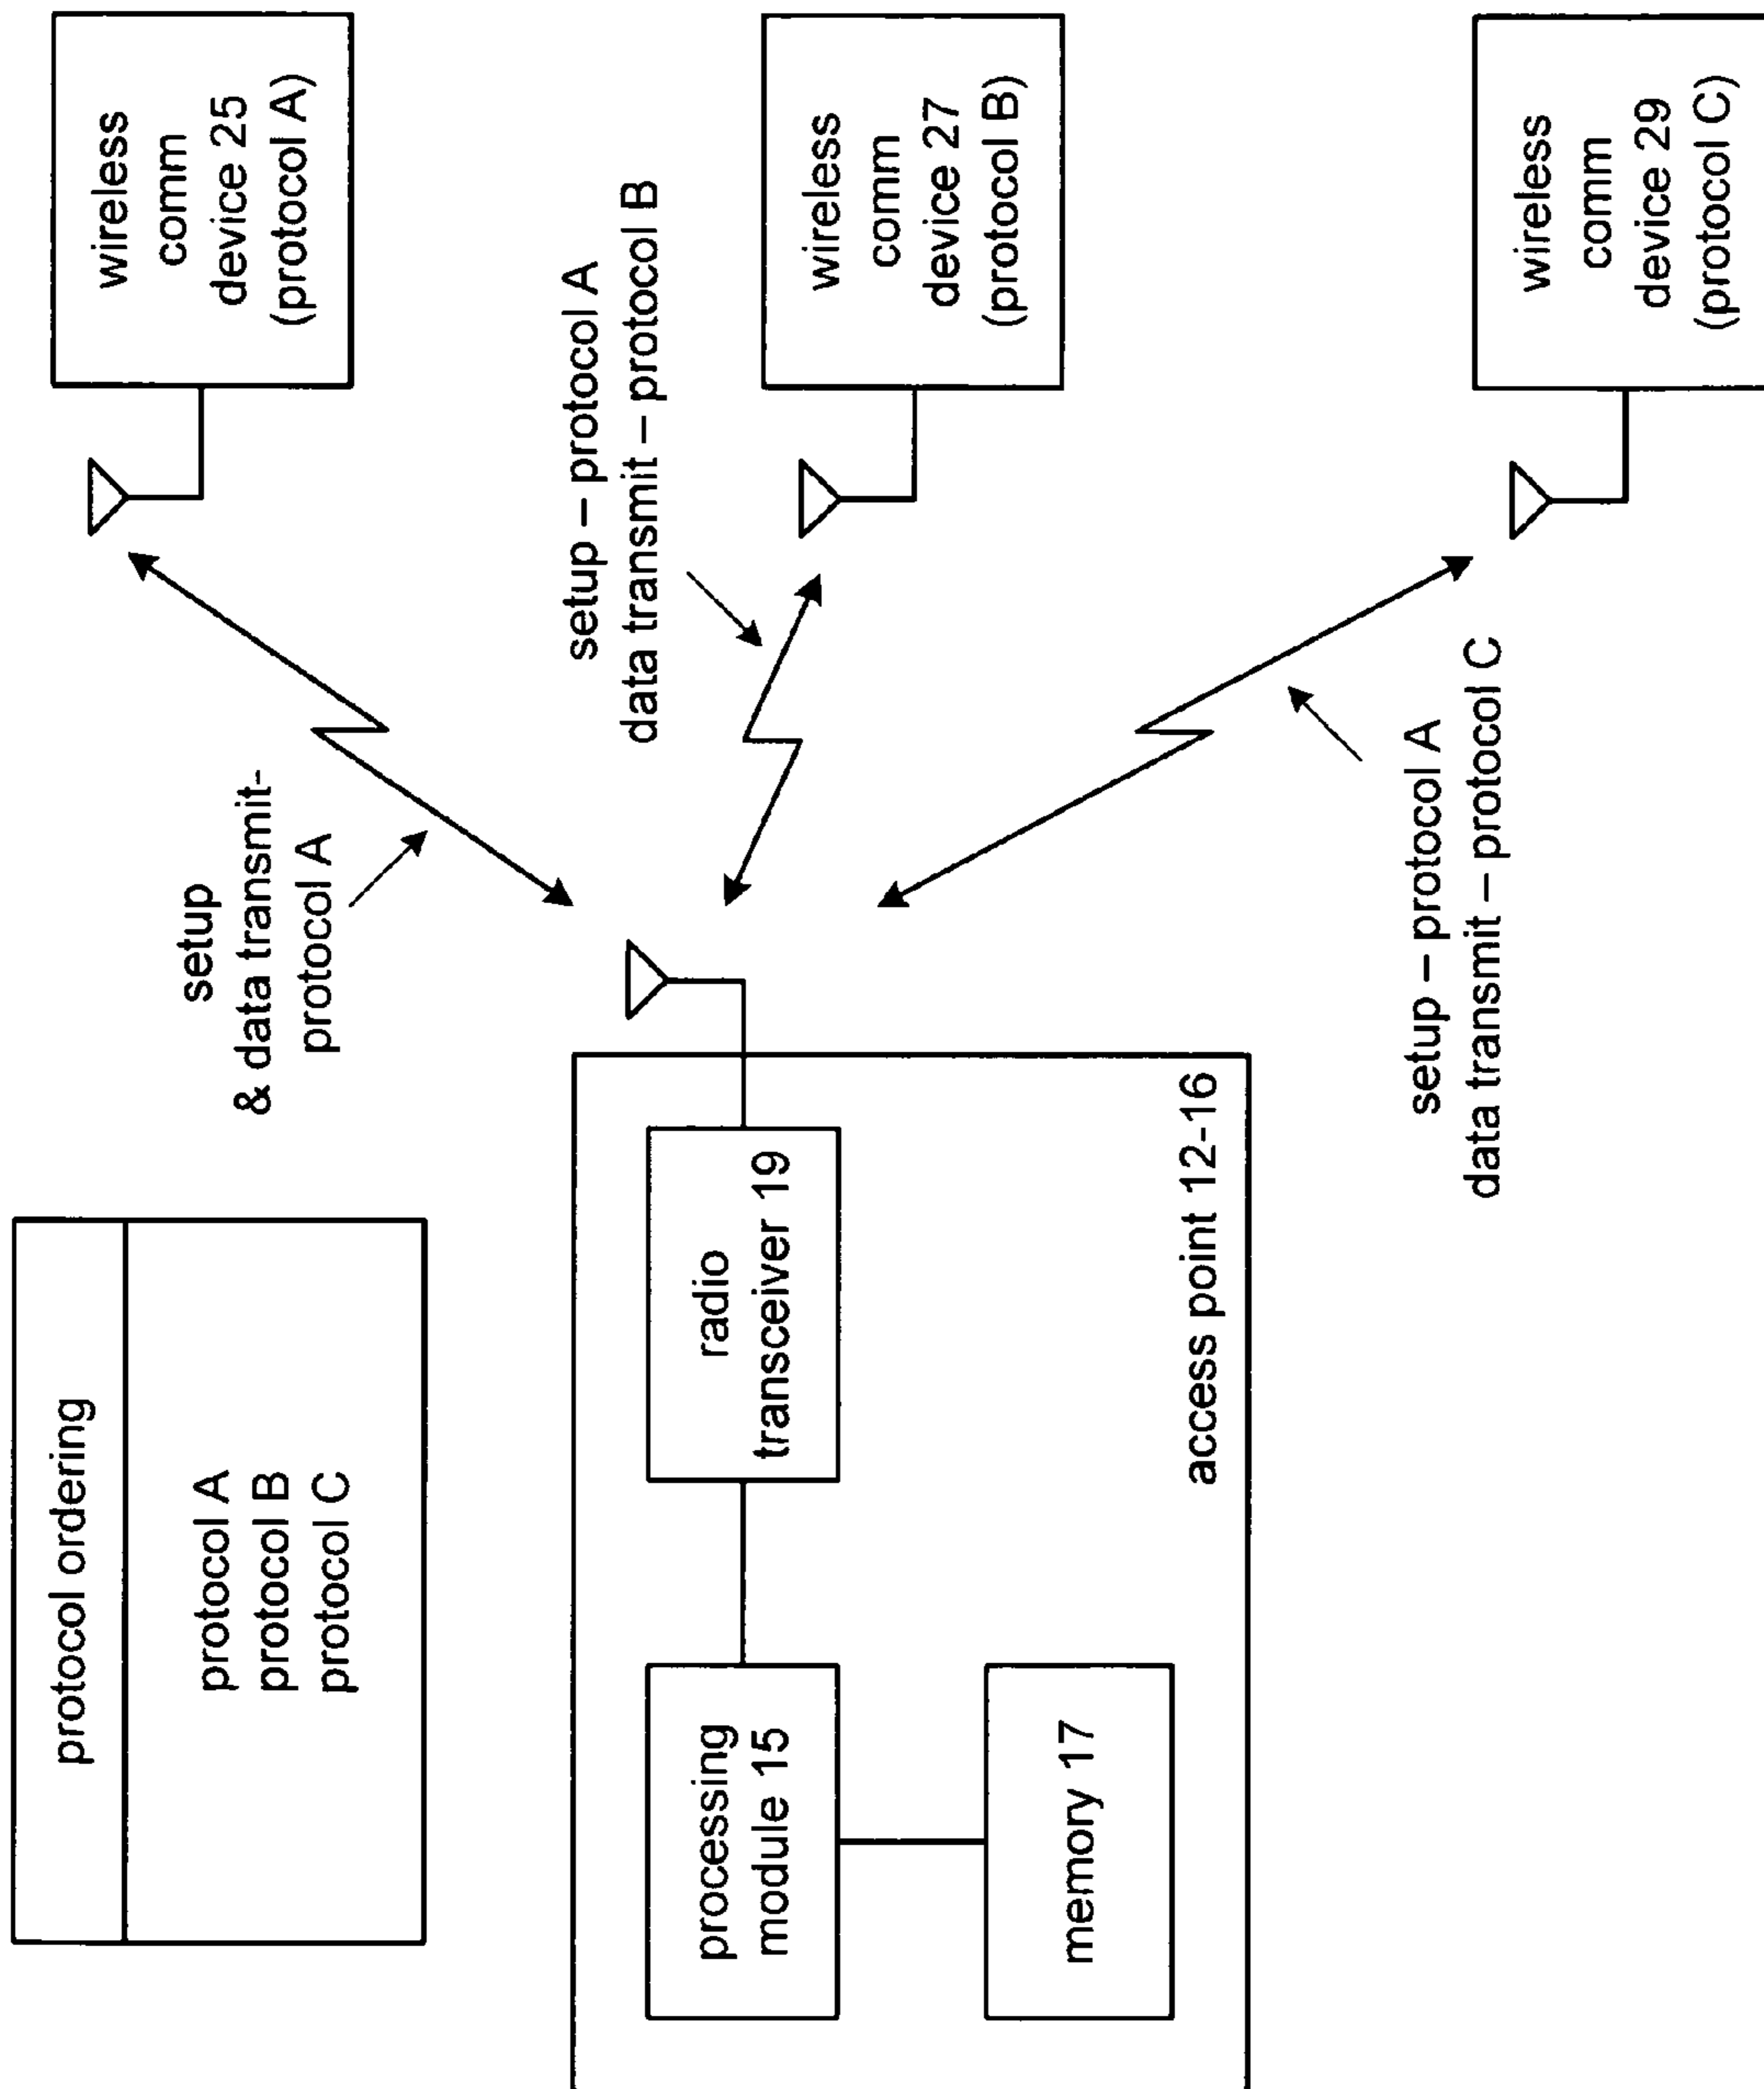 protocol ordering
protocol A
protocol B
protocol C
setup
& data transmit-
protocol A
wireless
comm
device 25
(protocol A)
setup – protocol A
data transmit – protocol B
wireless
comm
device 27
(protocol B)
processing
module 15
radio
transceiver 19
memory 17
access point 12-16
setup – protocol A
data transmit – protocol C
wireless
comm
device 29
(protocol C)